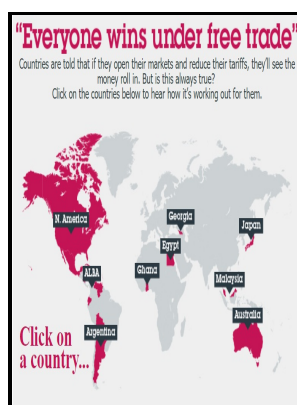 “Everyone wins under free trade”
Countries are told that if they open their markets and reduce their tariffs, they'll see the
money roll in. But is this always true?
Click on the countries below to hear how it's working out for them.
N. America
Georgia
Japan
Egypt
ALBA
Ghana
Malaysia
Australia
Argentina
Click on
a country...